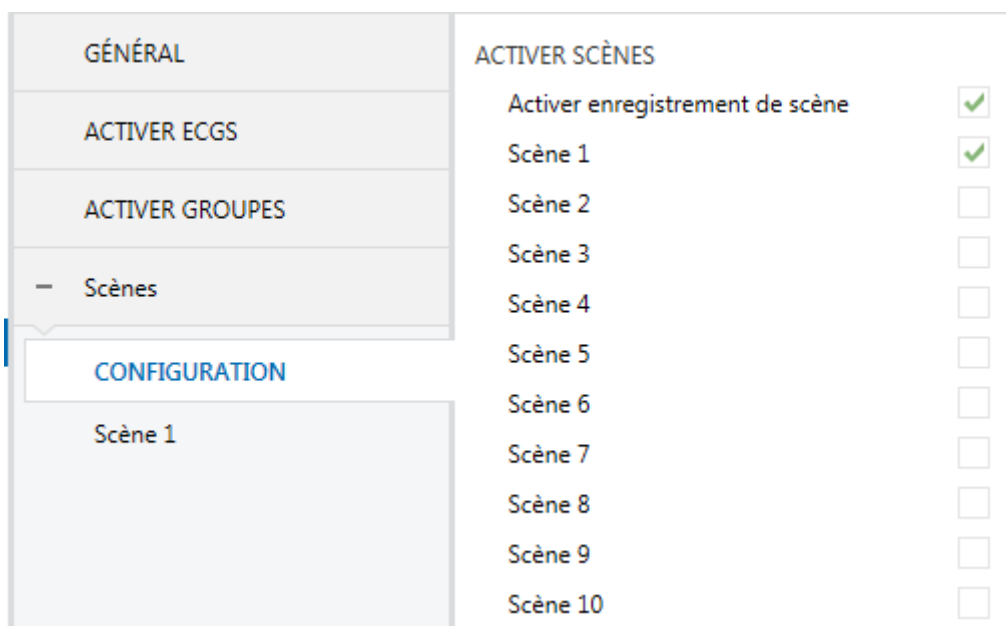 GÉNÉRAL
ACTIVER ECGS
ACTIVER GROUPES
Scènes
CONFIGURATION
Scène 1
ACTIVER SCÈNES
Activer enregistrement de scène
Scène 1
Scène 2
Scène 3
Scène 4
Scène 5
Scène 6
Scène 7
Scène 8
Scène 9
Scène 10